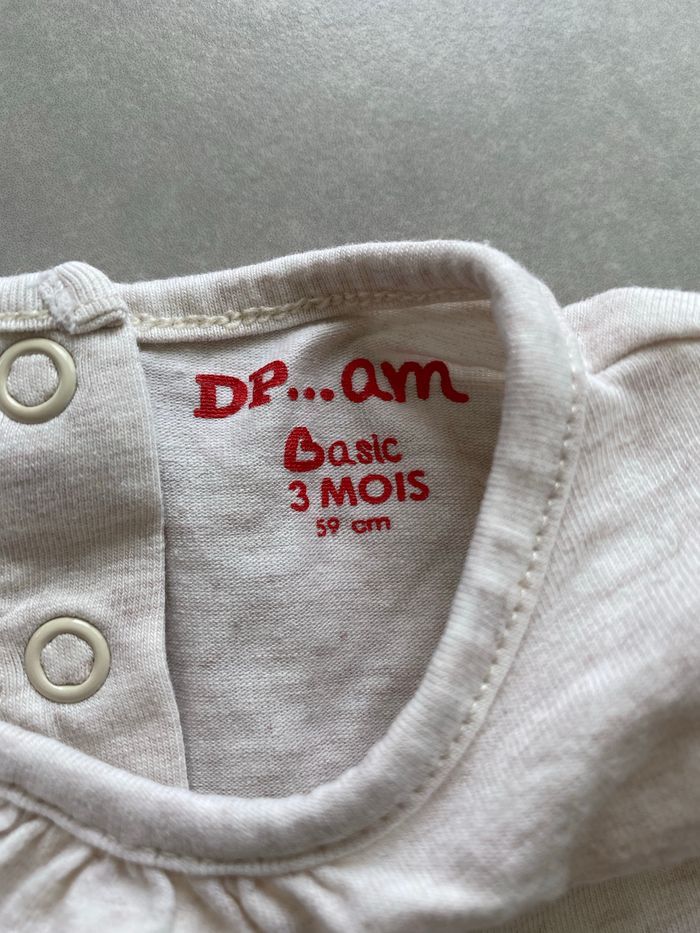 DP...am
Basic
3 MOIS
59 cm